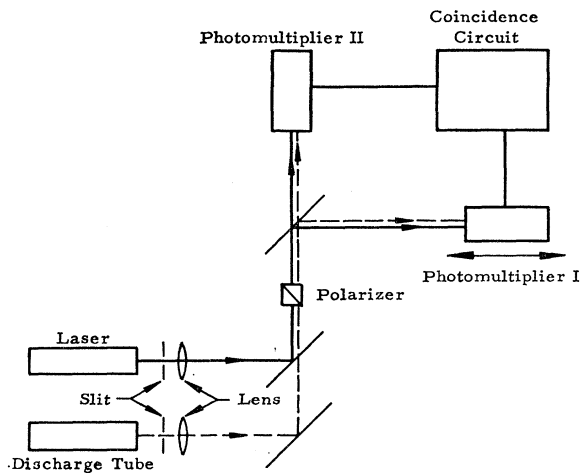 Coincidence
Circuit
Photomultiplier II
Photomultiplier I
Polarizer
Laser
Slit
Lens
Discharge Tube